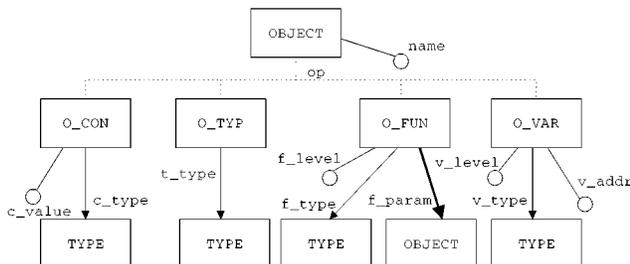 OBJECT
name
op
O_CON
O_TYP
O_FUN
O_VAR
f_level
v_level
t_type
v_addr
c_type
f_type
f_param
v_type
c_value
TYPE
TYPE
TYPE
OBJECT
TYPE